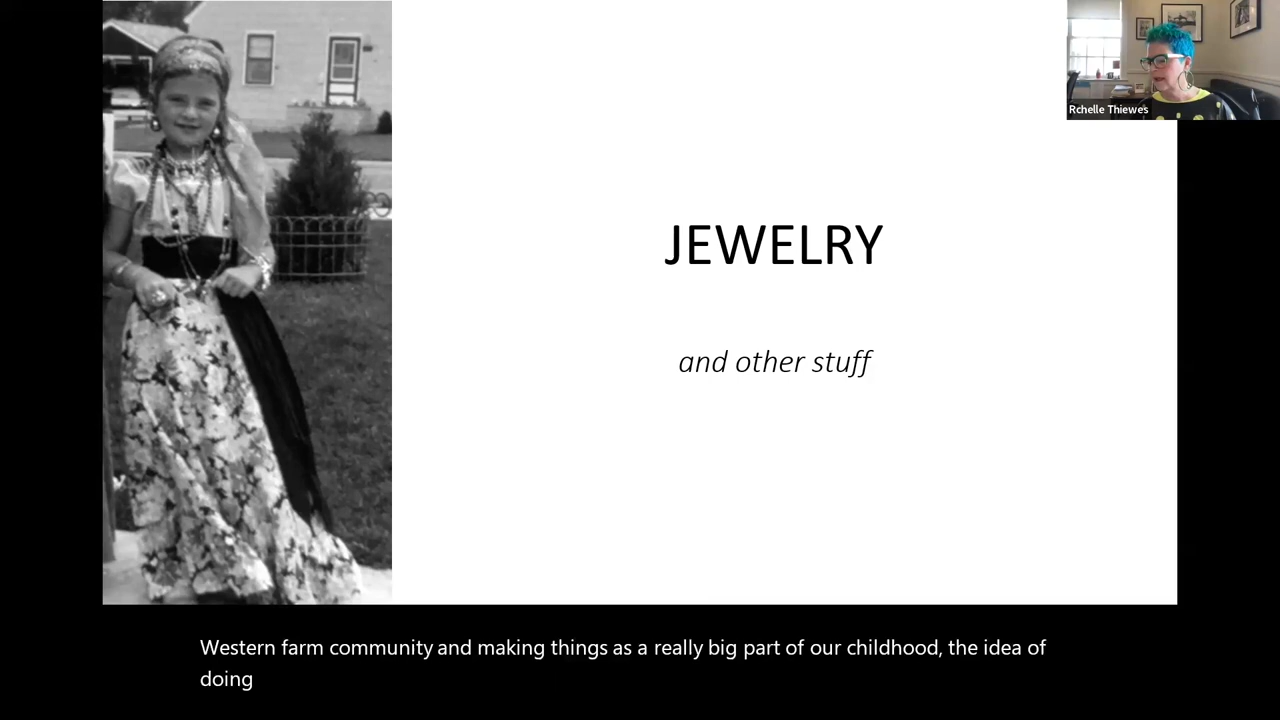 Rchelle Thiewes
JEWELRY
and other stuff
Western farm community and making things as a really big part of our childhood, the idea of
doing